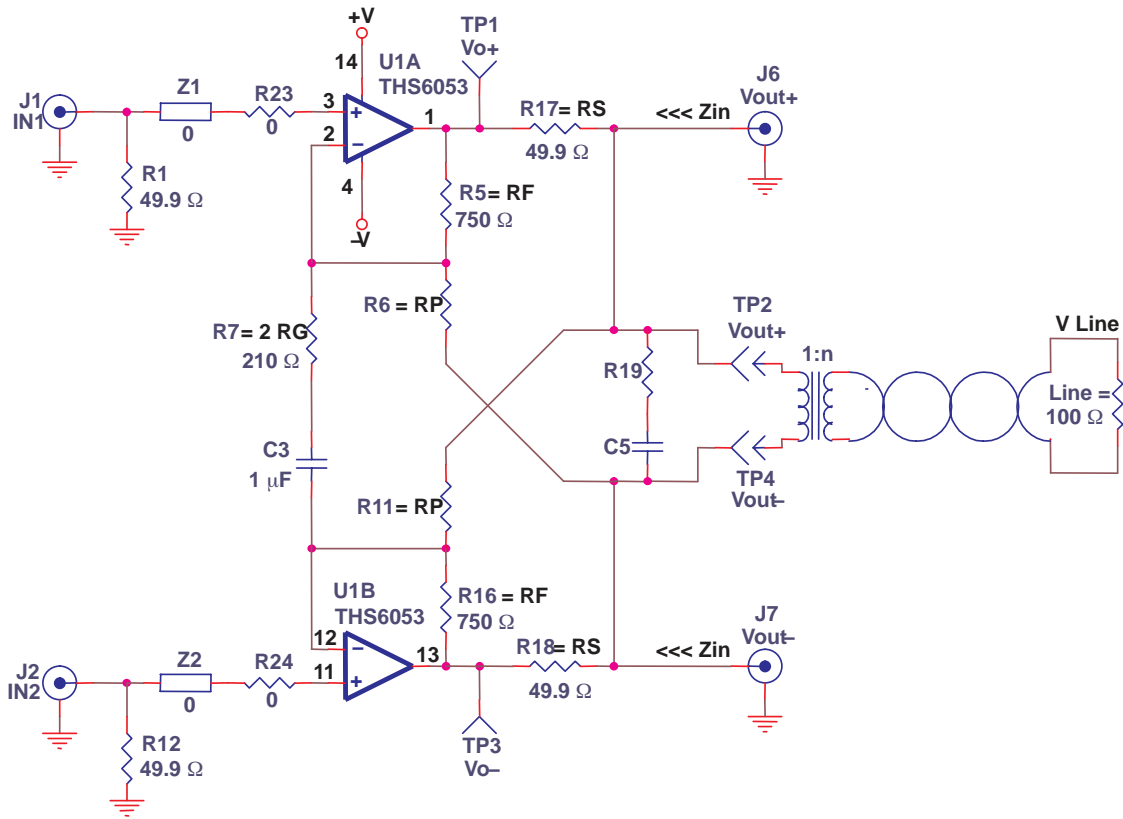 +V
TP1
Vo+
14
U1A
THS6053
J6
Vout+
J1
IN1
Z1
0
R23
0
3
2
+
−
1
4
R17= RS
49.9 Ω
<<< Zin
R1
49.9 Ω
R5= RF
750 Ω
–V
R6= RP
R7= 2 RG
210 Ω
TP2
Vout+
V Line
1:n
R19
Line =
100 Ω
C3
1 μF
C5
TP4
Vout–
R11= RP
U1B
THS6053
R16= RF
750 Ω
J7
Vout–
J2
IN2
Z2
0
R24
0
12
11
−
+
13
R18= RS
49.9 Ω
<<< Zin
R12
49.9 Ω
TP3
Vo–